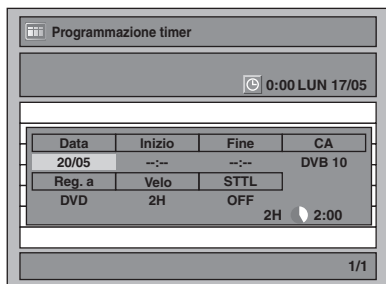 Programmazione timer
0:00 LUN 17/05
Data Inizio Fine CA
20/05 --:-- --:-- DVB 10
Reg. a Velo STTL
DVD 2H OFF
2H 2:00
1/1